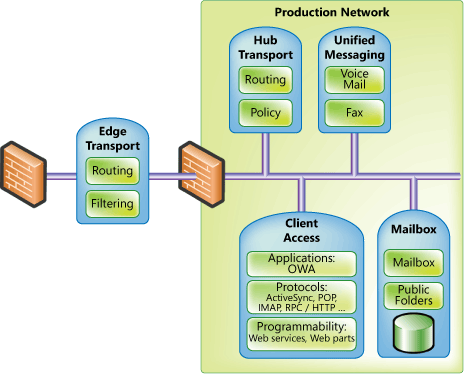 Production Network
Hub
Transport
Routing
Policy
Unified
Messaging
Voice
Mail
Fax
Edge
Transport
Routing
Filtering
Client
Access
Applications:
OWA
Protocols:
ActiveSync, POP,
IMAP, RPC / HTTP ...
Programmability:
Web services, Web parts
Mailbox
Mailbox
Public
Folders